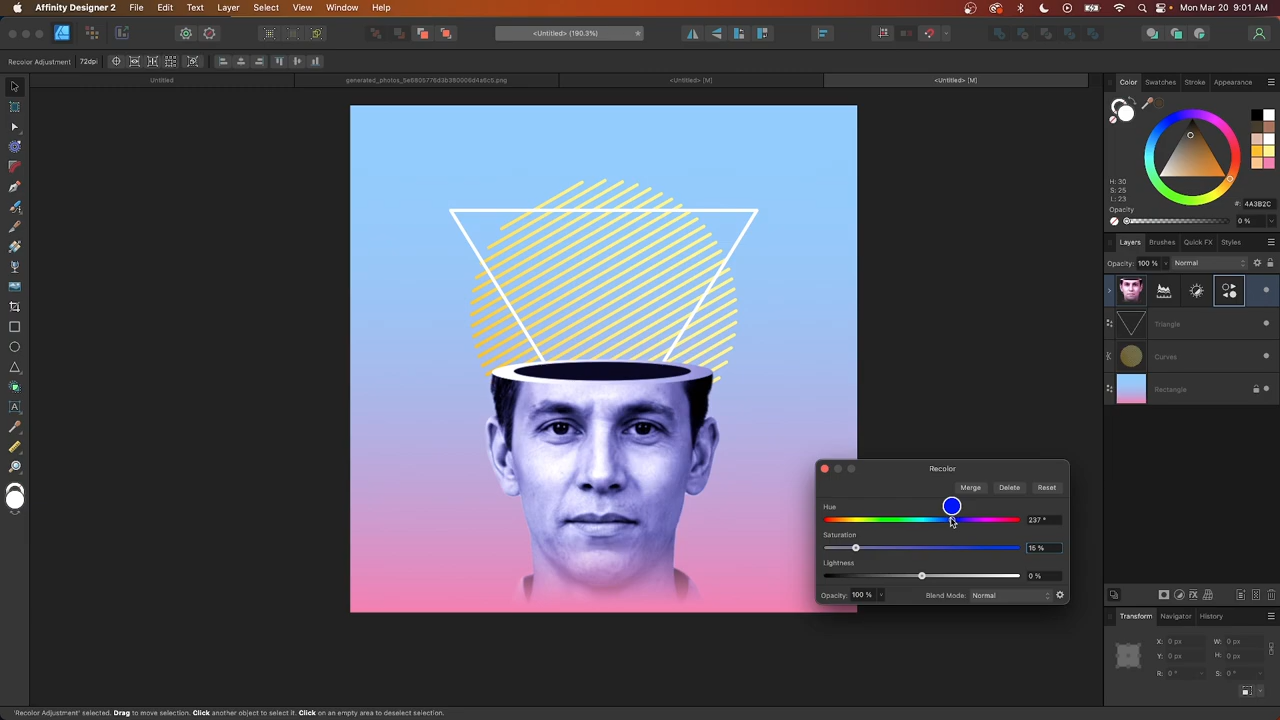 Affinity Designer 2 File Edit Text Layer Select View Window Help Mon Mar 20 9:01 AM
<Untitled> (190.3%)
Recolor Adjustment 72dpi
Untitled generated_photos_5e6805776d3b380006d4a6c5.png <Untitled> [M] <Untitled> [M]
Color Swatches Stroke Appearance
H: 30
S: 25
L: 23
#: 4A3B2C
Opacity
0 %
Layers Brushes Quick FX Styles
Opacity: 100 % Normal
Triangle
Curves
Rectangle
Recolor
Merge Delete Reset
Hue
237 °
Saturation
15 %
Lightness
0 %
Opacity: 100 % Blend Mode: Normal
Transform Navigator History
X: 0 px W: 0 px
Y: 0 px H: 0 px
R: 0 ° S: 0 °
'Recolor Adjustment' selected. Drag to move selection. Click another object to select it. Click on an empty area to deselect selection.